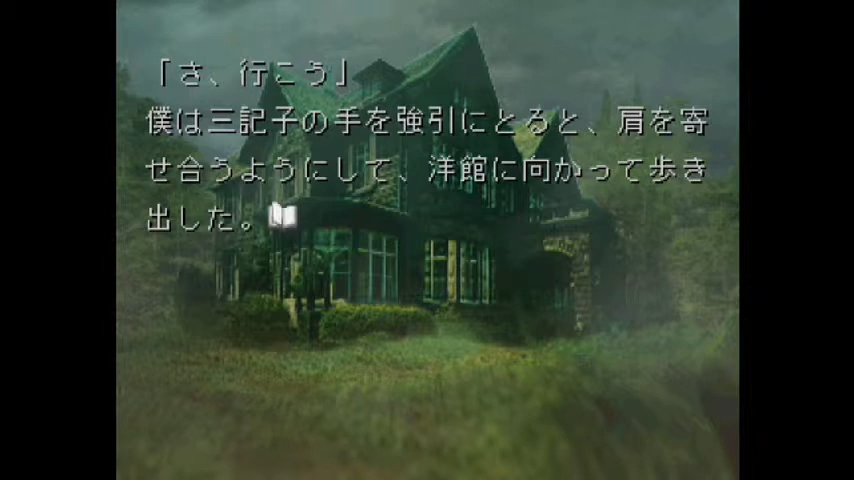 「さ、行こう」
僕は三記子の手を強引にとると、肩を寄
せ合うようにして、洋館に向かって歩き
出した。